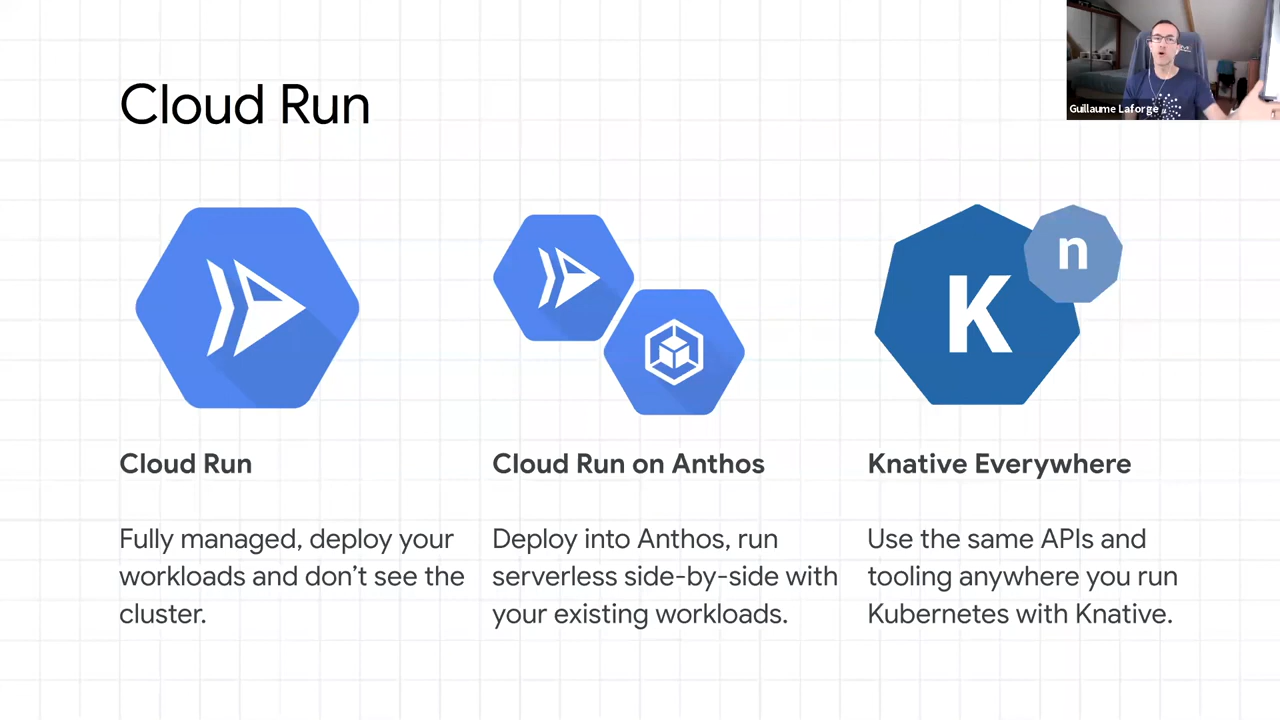 Cloud Run
Guillaume Laforge
K
n
Cloud Run
Fully managed, deploy your
workloads and don’t see the
cluster.
Cloud Run on Anthos
Deploy into Anthos, run
serverless side-by-side with
your existing workloads.
Knative Everywhere
Use the same APIs and
tooling anywhere you run
Kubernetes with Knative.